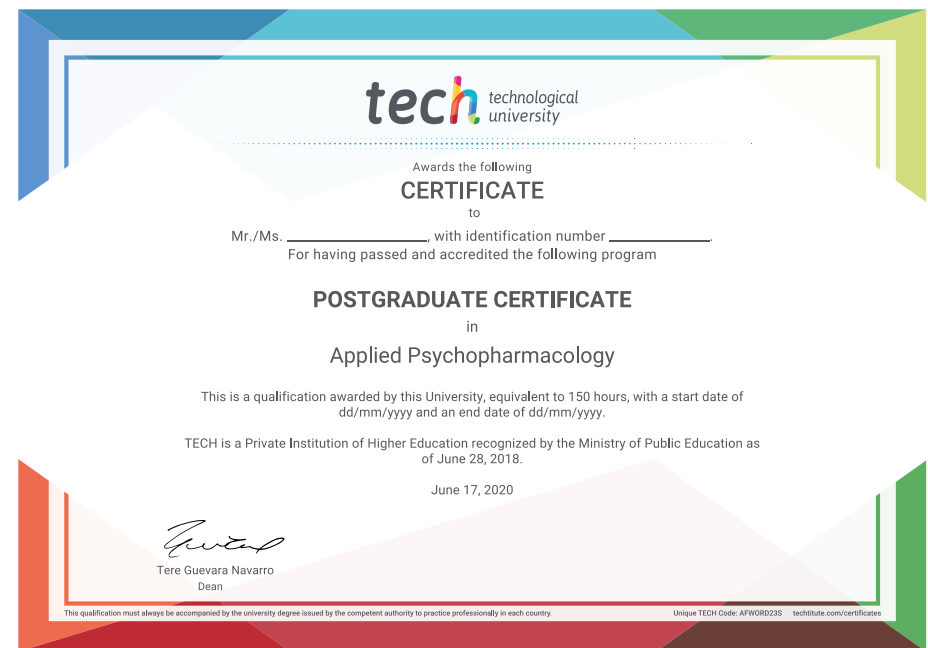 tech technological
university
Awards the following
CERTIFICATE
to
Mr./Ms. ____________, with identification number ____________.
For having passed and accredited the following program
POSTGRADUATE CERTIFICATE
in
Applied Psychopharmacology
This is a qualification awarded by this University, equivalent to 150 hours, with a start date of
dd/mm/yyyy and an end date of dd/mm/yyyy.
TECH is a Private Institution of Higher Education recognized by the Ministry of Public Education as
of June 28, 2018.
June 17, 2020
Tere Guevara Navarro
Dean
This qualification must always be accompanied by the university degree issued by the competent authority to practice professionally in each country. Unique TECH Code: AFWORD23S techtitute.com/certificates